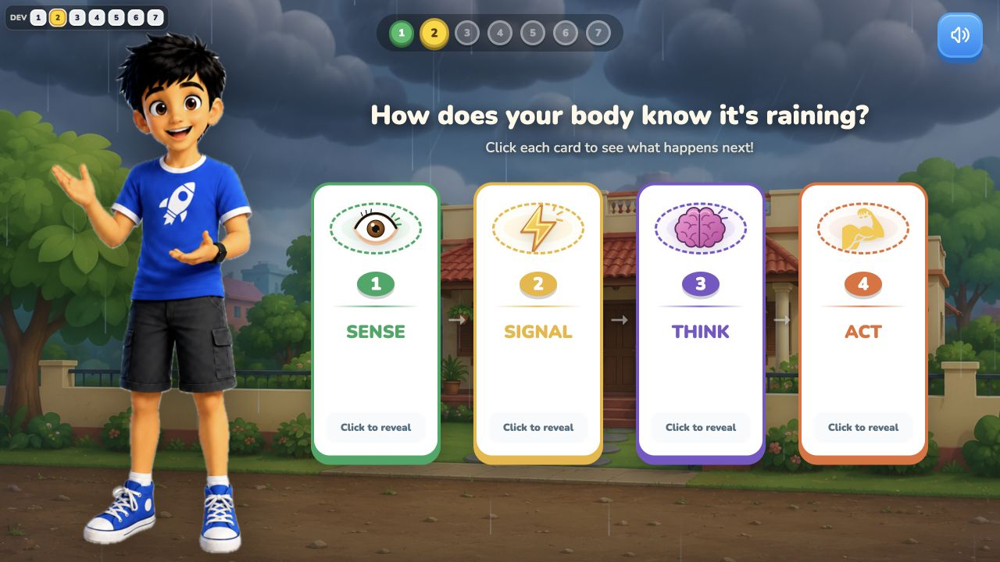 DEV 1 2 3 4 5 6 7
1 2 3 4 5 6 7
How does your body know it's raining?
Click each card to see what happens next!
1
SENSE
Click to reveal
2
SIGNAL
Click to reveal
3
THINK
Click to reveal
4
ACT
Click to reveal